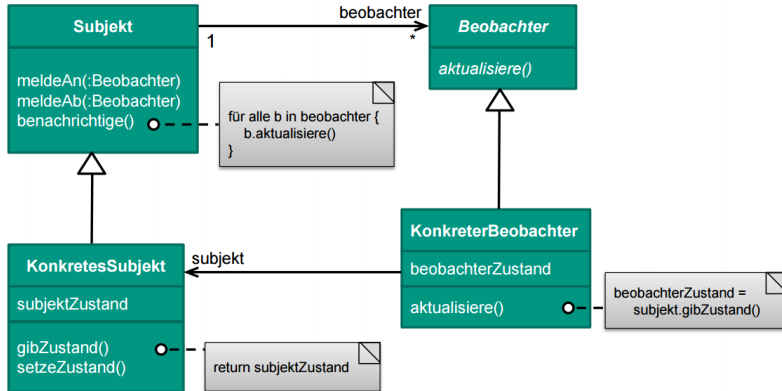 Subjekt
meldeAn(:Beobachter)
meldeAb(:Beobachter)
benachrichtige()
beobachter
1
*
Beobachter
aktualisiere()
für alle b in beobachter {
b.aktualisiere()
}
KonkretesSubjekt
subjektZustand
gibZustand()
setzeZustand()
subjekt
KonkreterBeobachter
beobachterZustand
aktualisiere()
beobachterZustand =
subjekt.gibZustand()
return subjektZustand